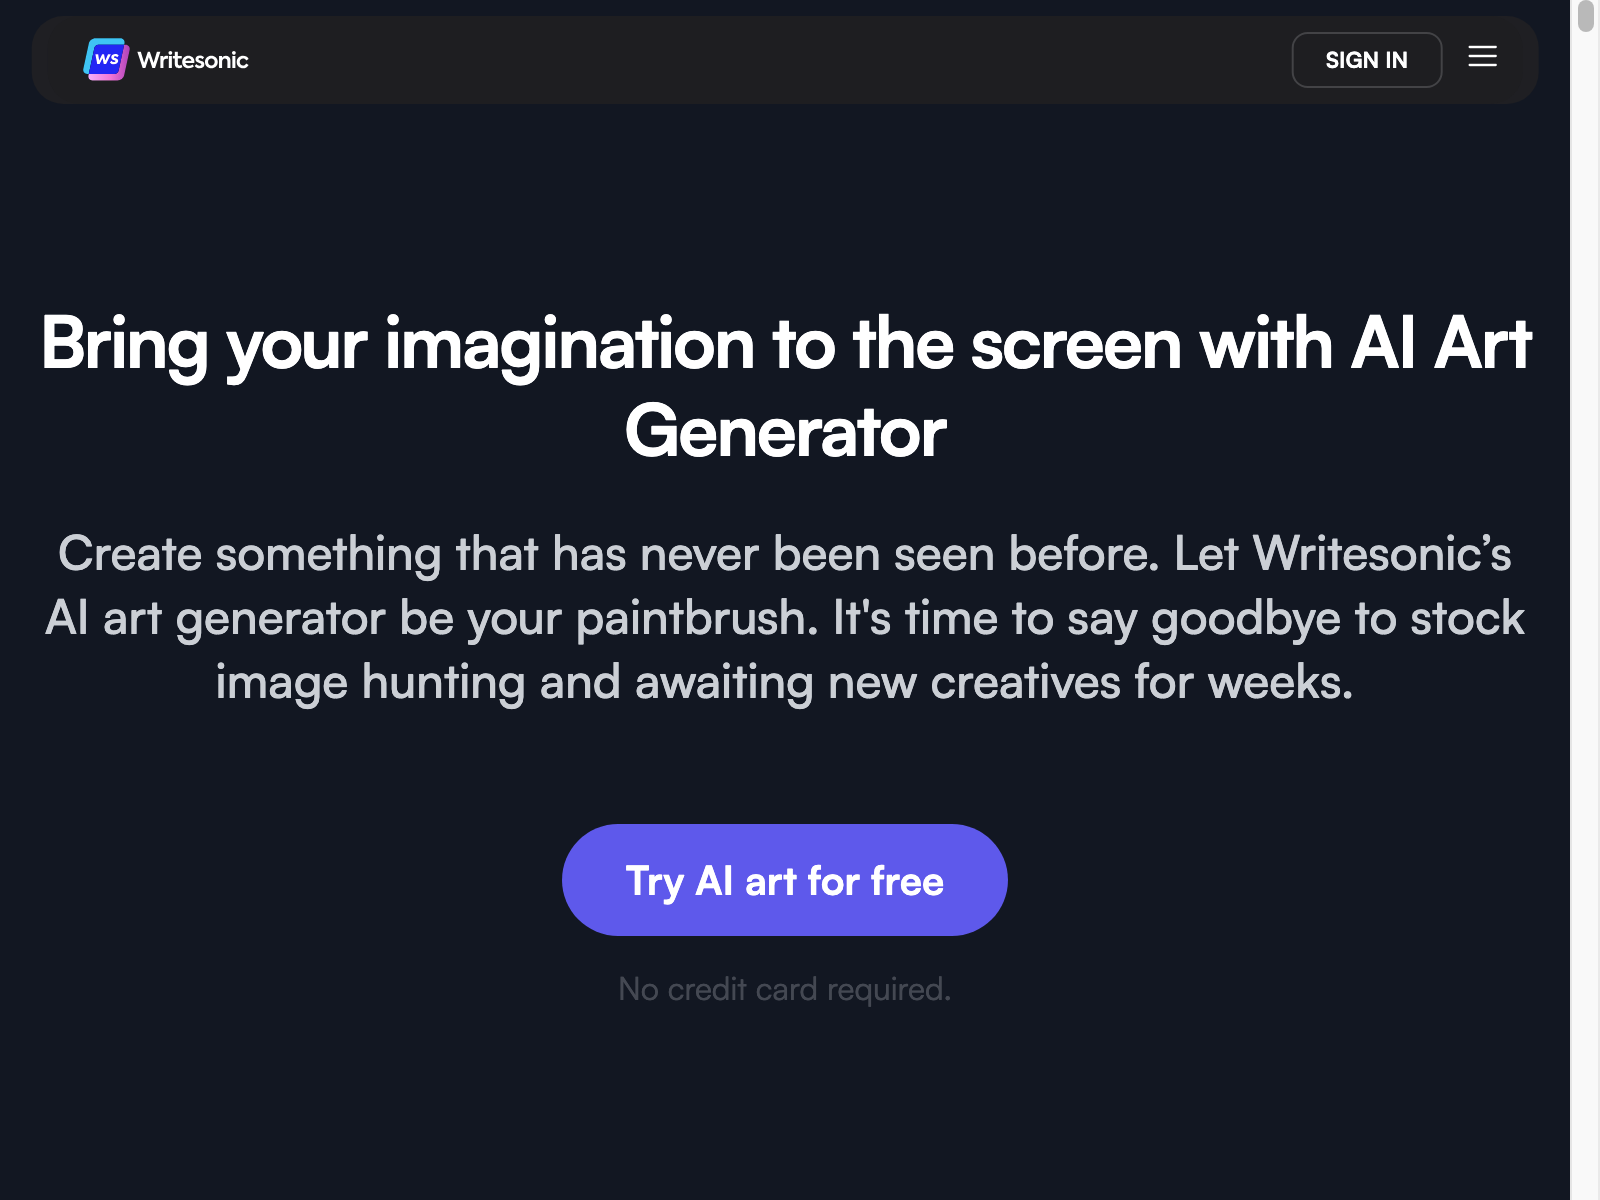 ws Writesonic
SIGN IN
Bring your imagination to the screen with AI Art
Generator
Create something that has never been seen before. Let Writesonic’s
AI art generator be your paintbrush. It's time to say goodbye to stock
image hunting and awaiting new creatives for weeks.
Try AI art for free
No credit card required.